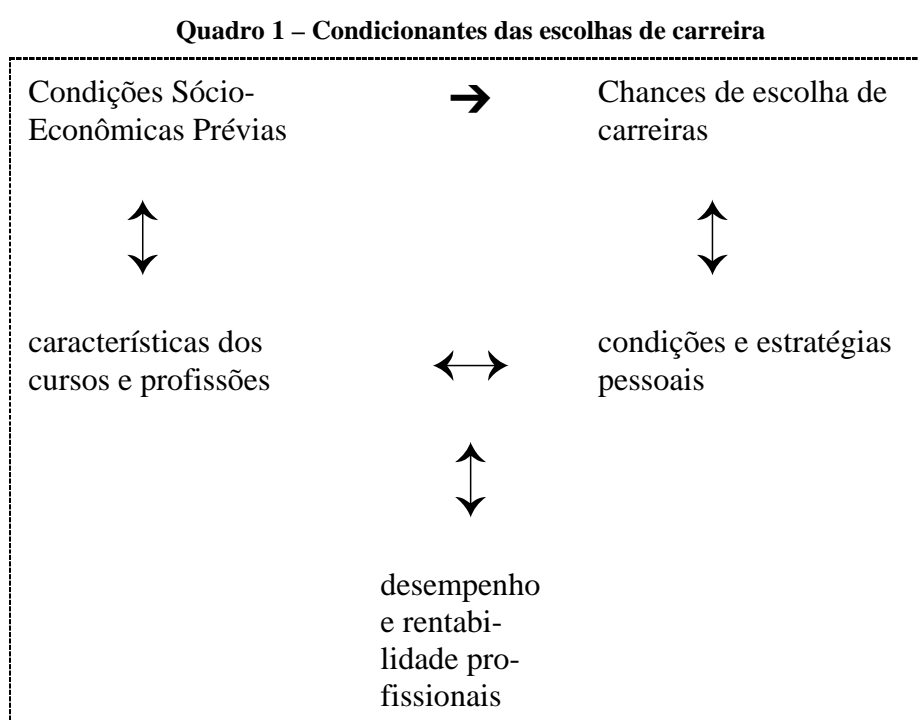 Quadro 1 – Condicionantes das escolhas de carreira
Condições Sócio-
Econômicas Prévias
Chances de escolha de
carreiras
características dos
cursos e profissões
condições e estratégias
pessoais
desempenho
e rentabi-
lidade pro-
fissionais